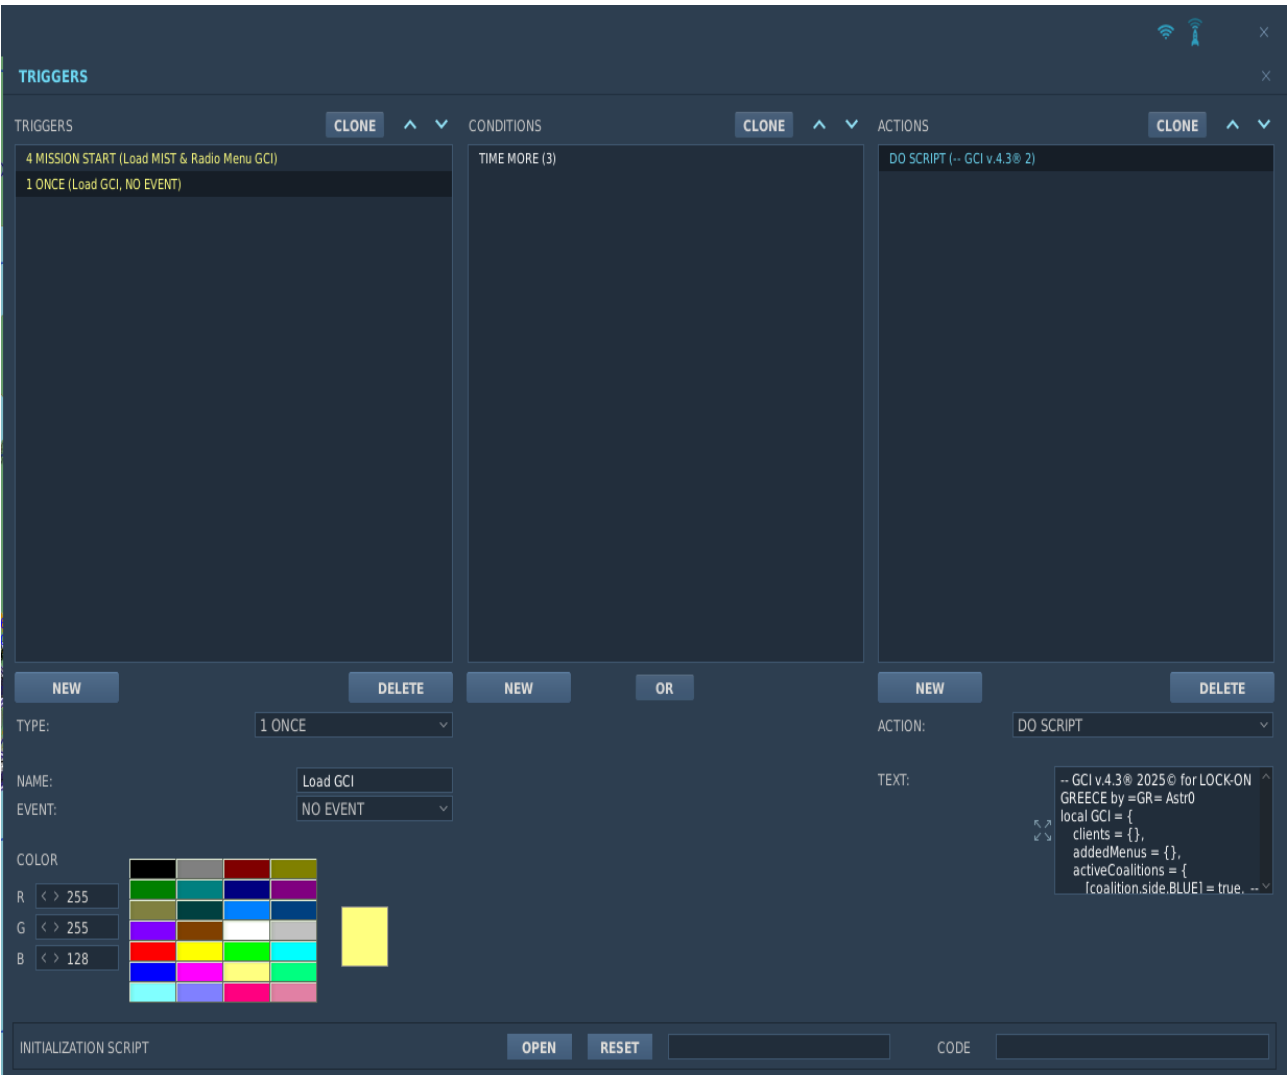 TRIGGERS
TRIGGERS
CLONE
CONDITIONS
CLONE
ACTIONS
CLONE
4 MISSION START (Load MIST & Radio Menu GCI)
1 ONCE (Load GCI, NO EVENT)
TIME MORE (3)
DO SCRIPT (-- GCI v.4.3® 2)
NEW
DELETE
NEW
OR
NEW
DELETE
TYPE:
1 ONCE
ACTION:
DO SCRIPT
NAME:
Load GCI
EVENT:
NO EVENT
TEXT:
-- GCI v.4.3® 2025© for LOCK-ON
GREECE by =GR= Astr0
local GCI = {
clients = {},
addedMenus = {},
activeCoalitions = {
[coalition.side.BLUE] = true, --
COLOR
R
255
G
255
B
128
INITIALIZATION SCRIPT
OPEN
RESET
CODE